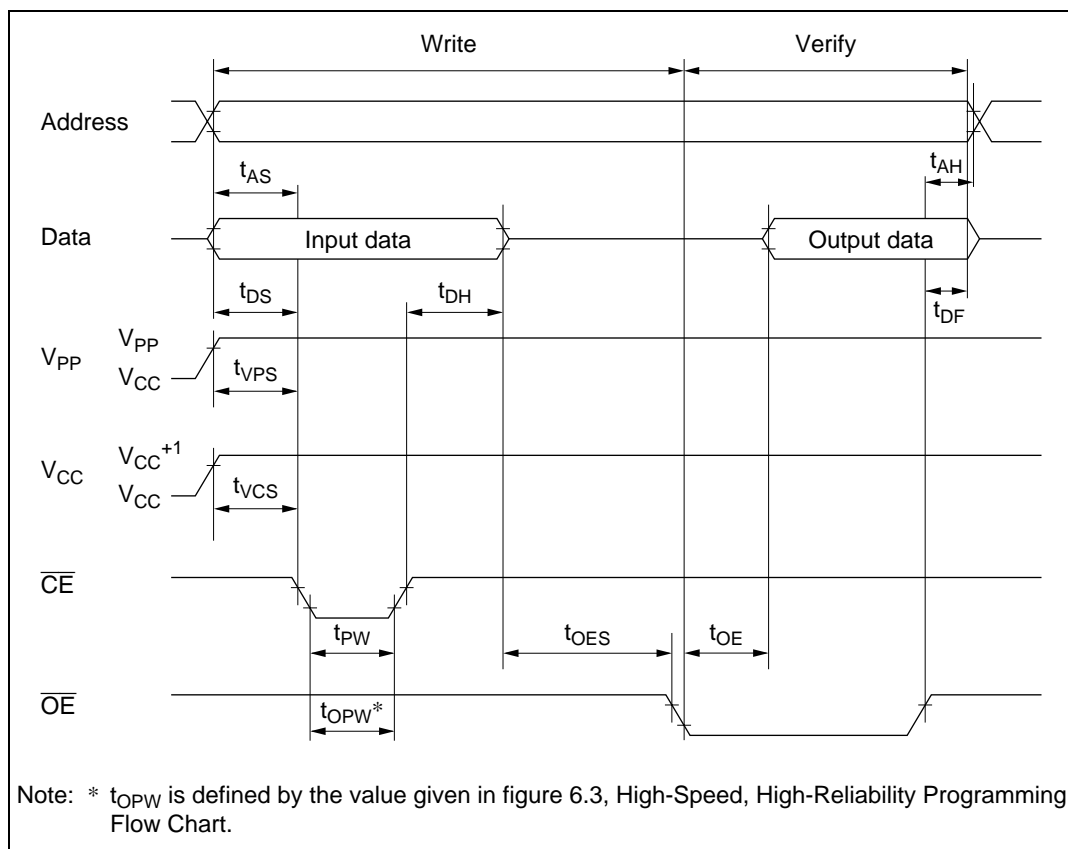 Write Verify
Address
tAS tAH
Data Input data Output data
tDS tDH tDF
VPP VPP
VCC
tVPS
VCC VCC+1
VCC
tVCS
CE
tPW tOES tOE
OE
tOPW*
Note: * tOPW is defined by the value given in figure 6.3, High-Speed, High-Reliability Programming
Flow Chart.